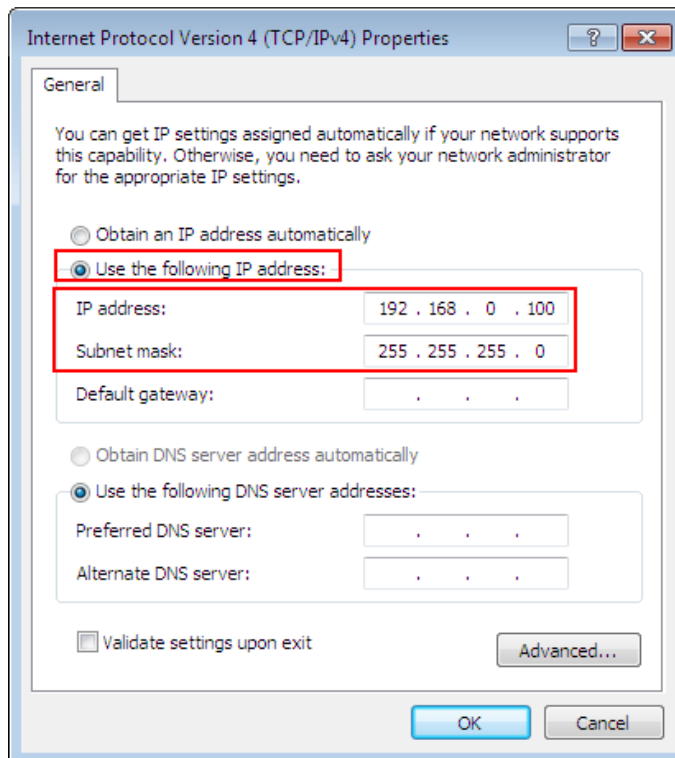 Internet Protocol Version 4 (TCP/IPv4) Properties
General
You can get IP settings assigned automatically if your network supports
this capability. Otherwise, you need to ask your network administrator
for the appropriate IP settings.
Obtain an IP address automatically
Use the following IP address:
IP address: 192 . 168 . 0 . 100
Subnet mask: 255 . 255 . 255 . 0
Default gateway: . . .
Obtain DNS server address automatically
Use the following DNS server addresses:
Preferred DNS server: . . .
Alternate DNS server: . . .
Validate settings upon exit
Advanced...
OK Cancel